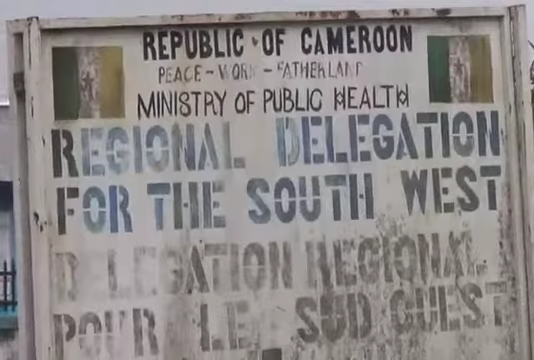 REPUBLIC OF CAMEROON
PEACE - WORK - FATHERLAND
MINISTRY OF PUBLIC HEALTH
REGIONAL DELEGATION
FOR THE SOUTH WEST
DELEGATION REGIONAL
POUR LE SUD OUEST